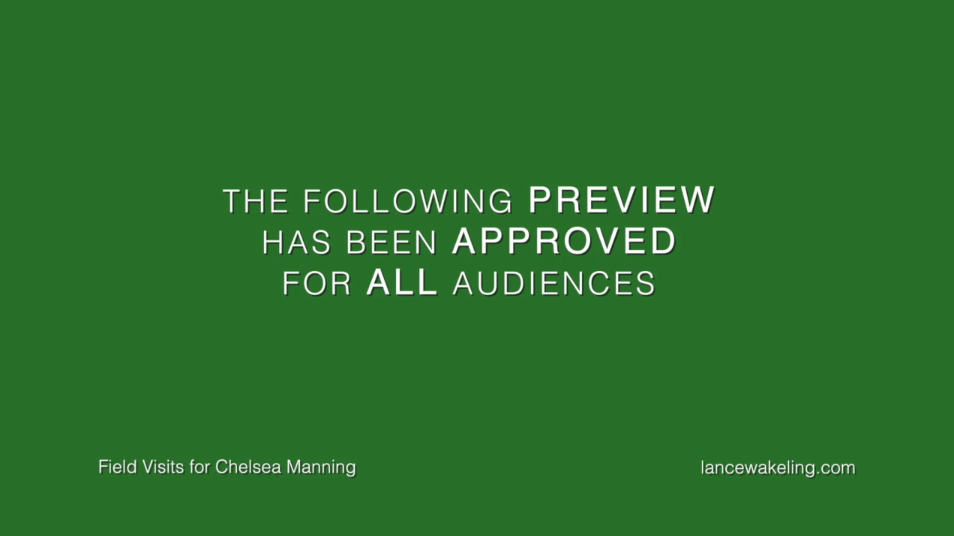 THE FOLLOWING PREVIEW
HAS BEEN APPROVED
FOR ALL AUDIENCES
Field Visits for Chelsea Manning
lancewakeling.com